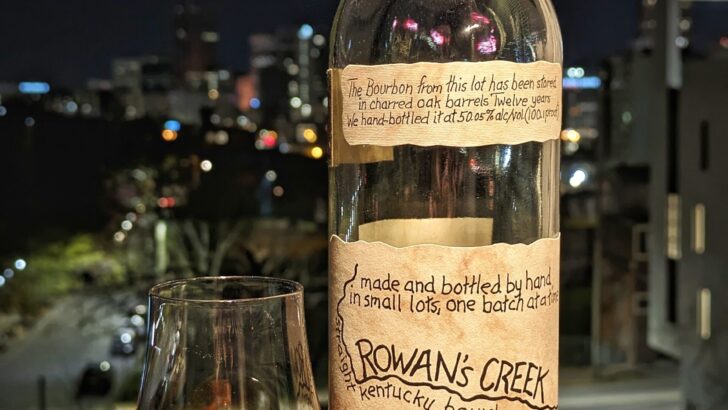 The Bourbon from this lot has been stored
in charred oak barrels Twelve years
We hand-bottled it at 50.05% alc/vol. (100.1 proof)
made and bottled by hand
in small lots, one batch at a time
straight
ROWAN's CREEK
Kentucky bourbon